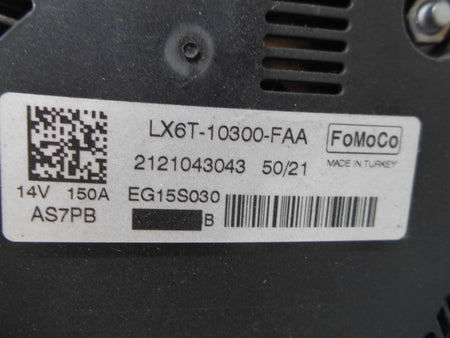 LX6T-10300-FAA
FoMoCo
2121043043 50/21
MADE IN TURKEY
14V 150A
EG15S030
AS7PB
B